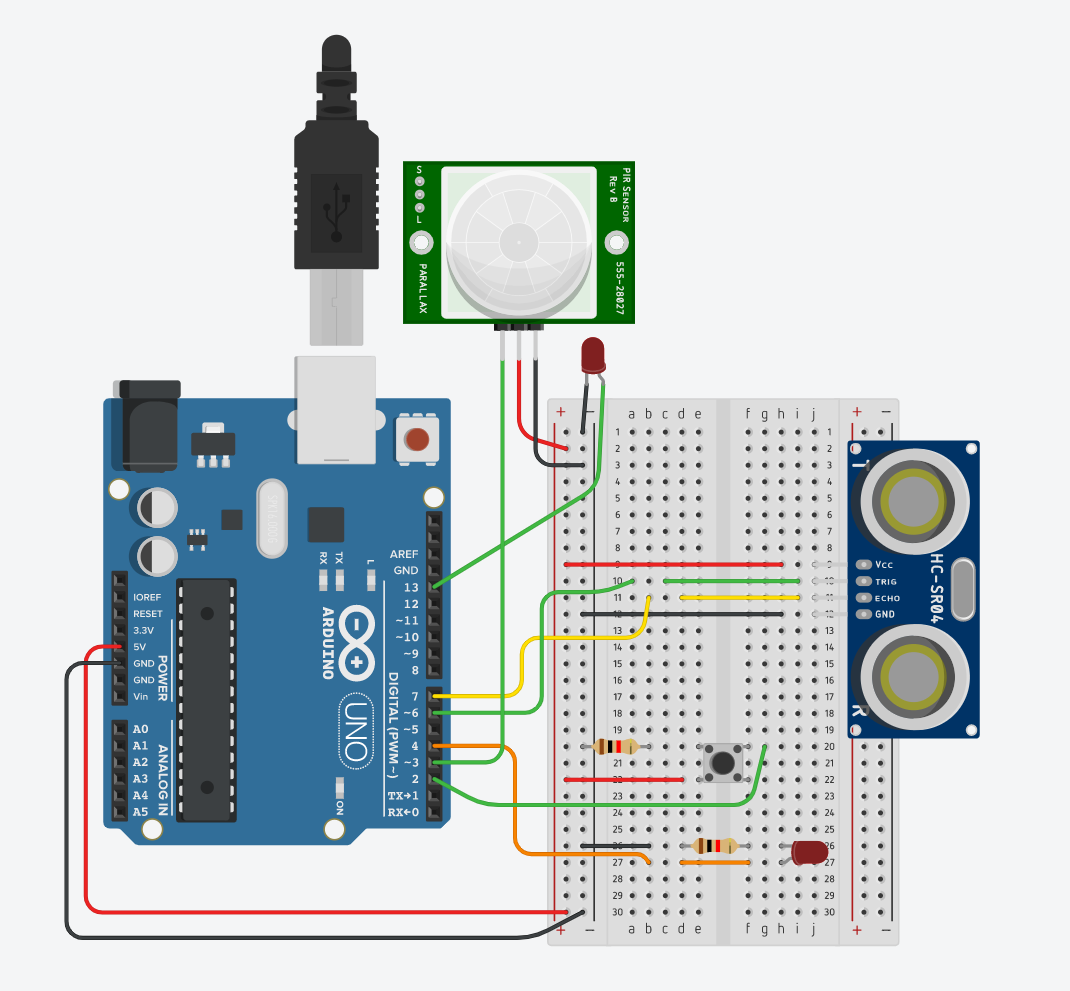 S
L
PARALLAX
PIR SENSOR
REV B
555-28027
AREF
GND
13
12
~11
~10
~9
8
7
~6
~5
4
~3
2
TX→1
RX←0
DIGITAL (PWM~)
RX
TX
L
ARDUINO
UNO
ON
IOREF
RESET
3.3V
5V
GND
GND
Vin
POWER
A0
A1
A2
A3
A4
A5
ANALOG IN
+ − a b c d e f g h i j + −
1 1
2 2
3 3
4 4
5 5
6 6
7 7
8 8
9 9
10 10
11 11
12 12
13 13
14 14
15 15
16 16
17 17
18 18
19 19
20 20
21 21
22 22
23 23
24 24
25 25
26 26
27 27
28 28
29 29
30 30
+ − a b c d e f g h i j + −
T
Vcc
TRIG
ECHO
GND
HC-SR04
R